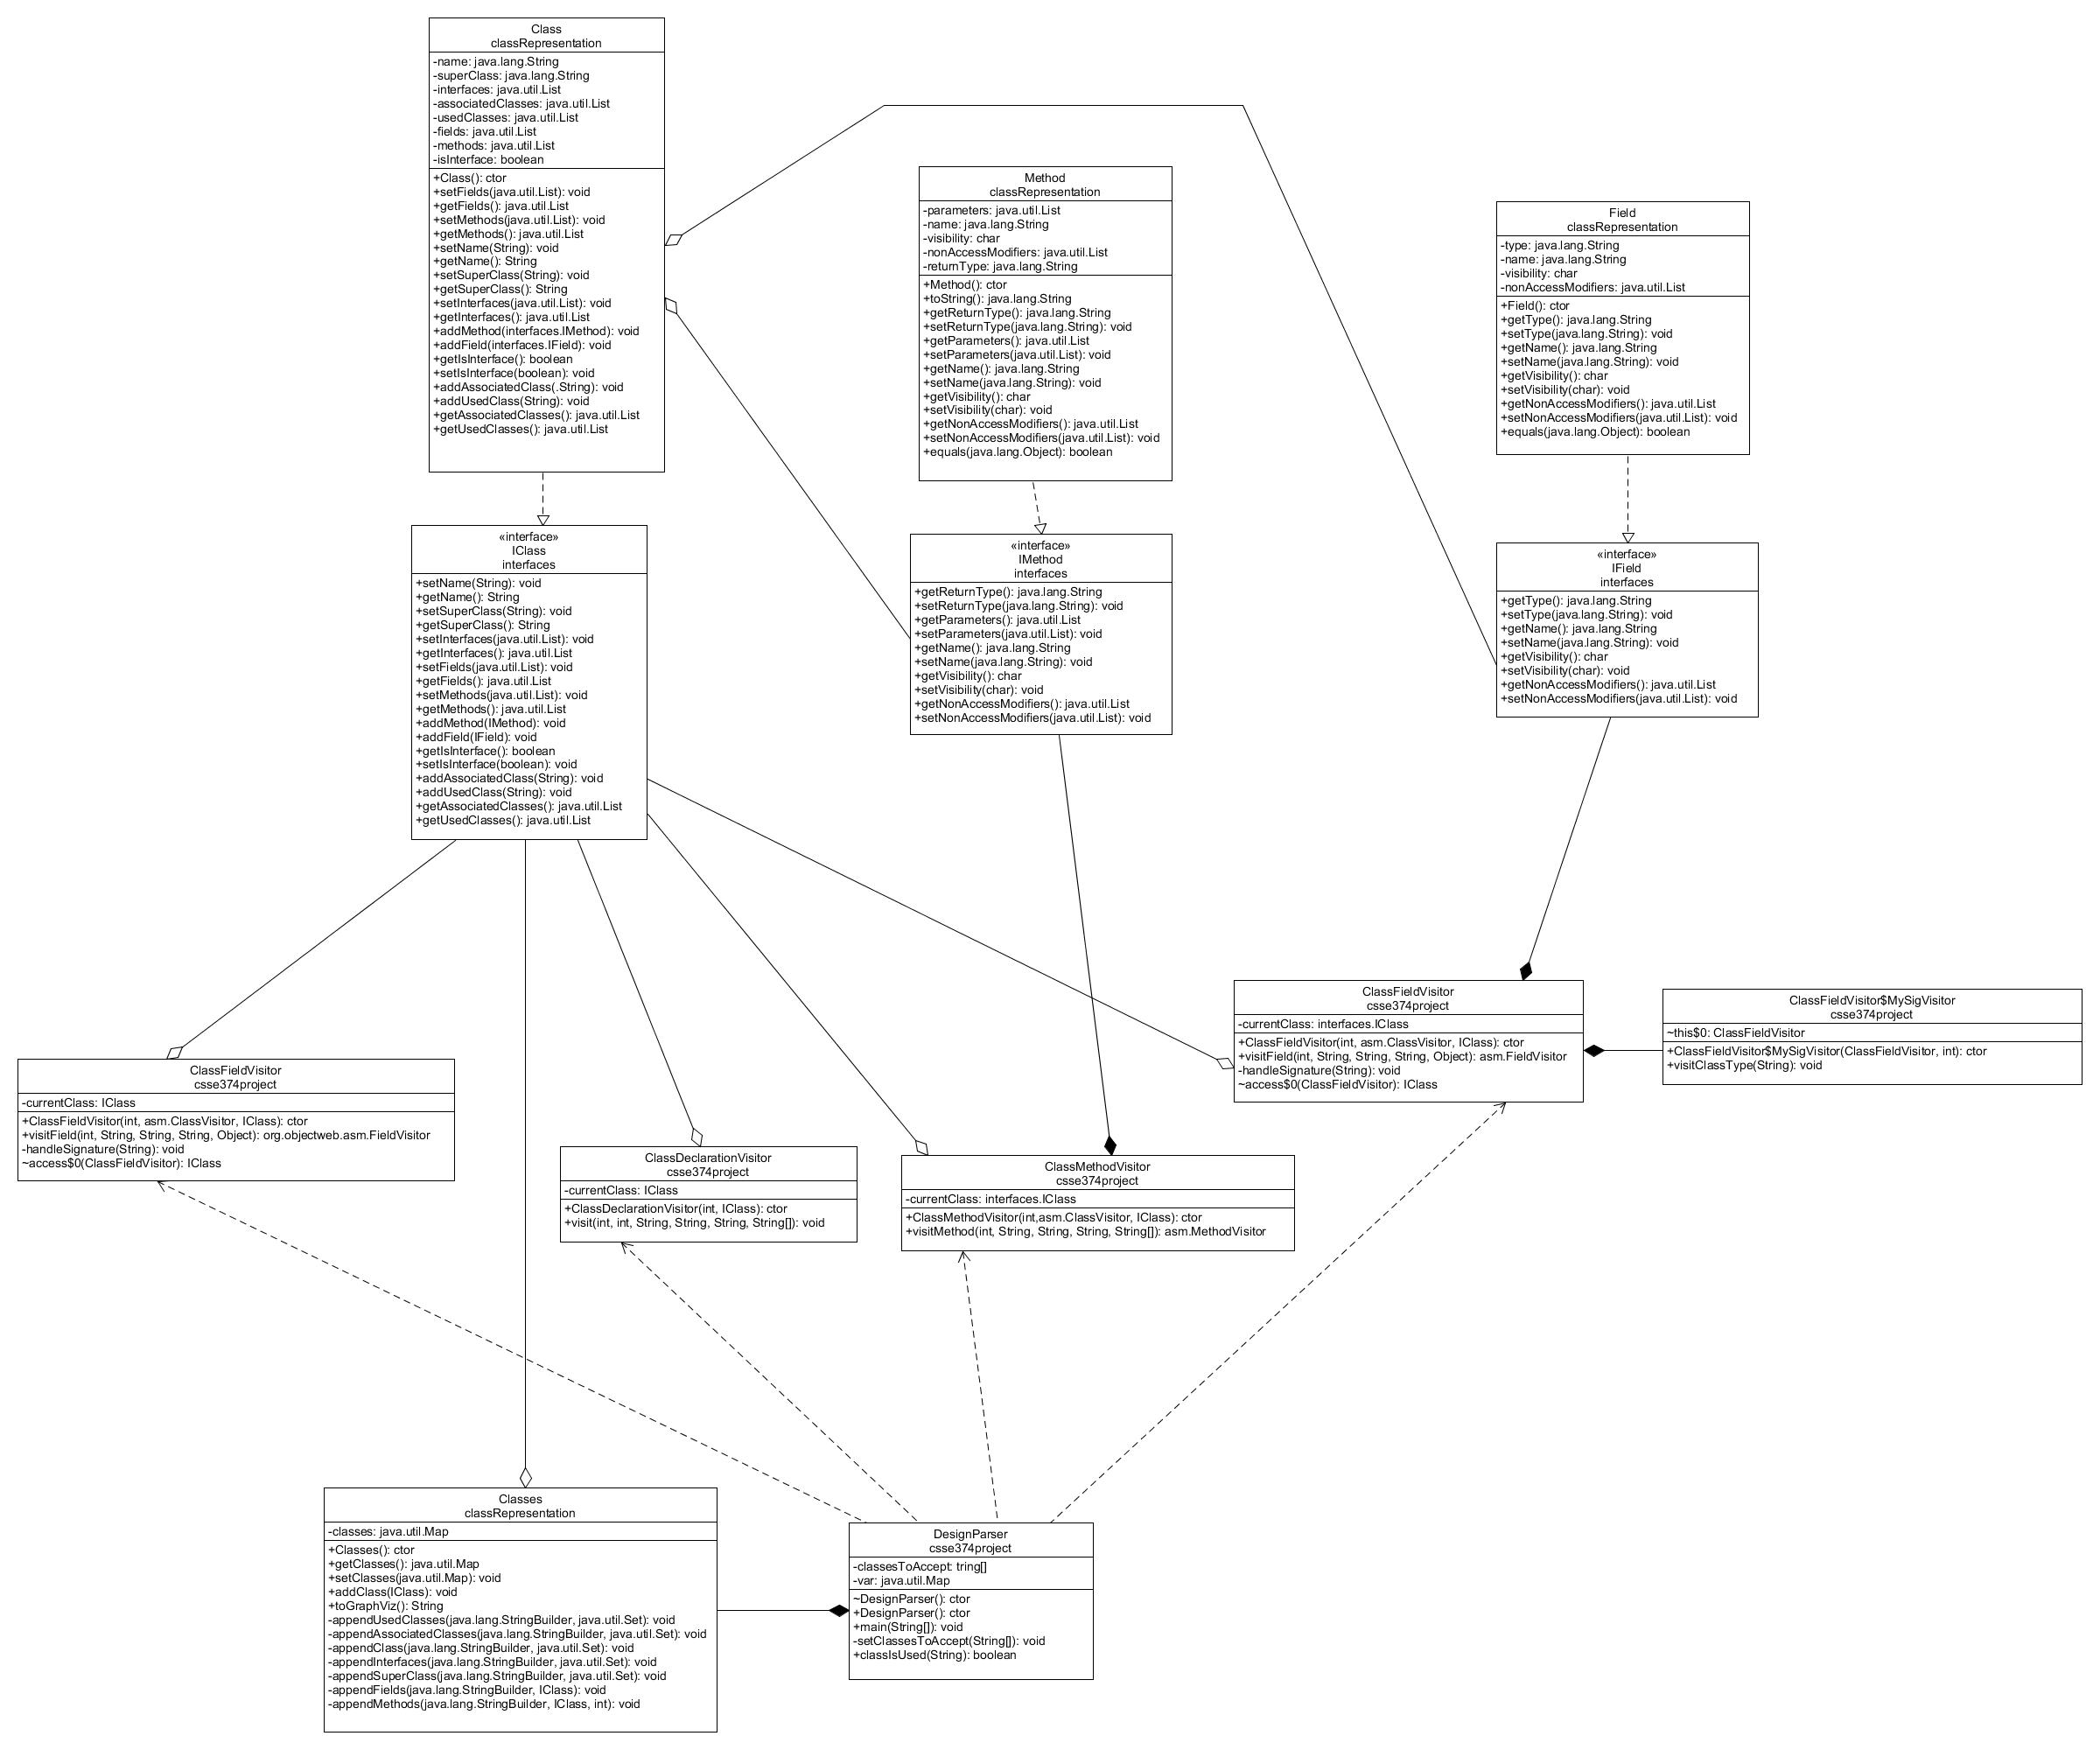 Class
classRepresentation
-name: java.lang.String
-superClass: java.lang.String
-interfaces: java.util.List
-associatedClasses: java.util.List
-usedClasses: java.util.List
-fields: java.util.List
-methods: java.util.List
-isInterface: boolean
+Class(): ctor
+setFields(java.util.List): void
+getFields(): java.util.List
+setMethods(java.util.List): void
+getMethods(): java.util.List
+setName(String): void
+getName(): String
+setSuperClass(String): void
+getSuperClass(): String
+setInterfaces(java.util.List): void
+getInterfaces(): java.util.List
+addMethod(interfaces.IMethod): void
+addField(interfaces.IField): void
+getIsInterface(): boolean
+setIsInterface(boolean): void
+addAssociatedClass(.String): void
+addUsedClass(String): void
+getAssociatedClasses(): java.util.List
+getUsedClasses(): java.util.List
Method
classRepresentation
-parameters: java.util.List
-name: java.lang.String
-visibility: char
-nonAccessModifiers: java.util.List
-returnType: java.lang.String
+Method(): ctor
+toString(): java.lang.String
+getReturnType(): java.lang.String
+setReturnType(java.lang.String): void
+getParameters(): java.util.List
+setParameters(java.util.List): void
+getName(): java.lang.String
+setName(java.lang.String): void
+getVisibility(): char
+setVisibility(char): void
+getNonAccessModifiers(): java.util.List
+setNonAccessModifiers(java.util.List): void
+equals(java.lang.Object): boolean
Field
classRepresentation
-type: java.lang.String
-name: java.lang.String
-visibility: char
-nonAccessModifiers: java.util.List
+Field(): ctor
+getType(): java.lang.String
+setType(java.lang.String): void
+getName(): java.lang.String
+setName(java.lang.String): void
+getVisibility(): char
+setVisibility(char): void
+getNonAccessModifiers(): java.util.List
+setNonAccessModifiers(java.util.List): void
+equals(java.lang.Object): boolean
«interface»
IClass
interfaces
+setName(String): void
+getName(): String
+setSuperClass(String): void
+getSuperClass(): String
+setInterfaces(java.util.List): void
+getInterfaces(): java.util.List
+setFields(java.util.List): void
+getFields(): java.util.List
+setMethods(java.util.List): void
+getMethods(): java.util.List
+addMethod(IMethod): void
+addField(IField): void
+getIsInterface(): boolean
+setIsInterface(boolean): void
+addAssociatedClass(String): void
+addUsedClass(String): void
+getAssociatedClasses(): java.util.List
+getUsedClasses(): java.util.List
«interface»
IMethod
interfaces
+getReturnType(): java.lang.String
+setReturnType(java.lang.String): void
+getParameters(): java.util.List
+setParameters(java.util.List): void
+getName(): java.lang.String
+setName(java.lang.String): void
+getVisibility(): char
+setVisibility(char): void
+getNonAccessModifiers(): java.util.List
+setNonAccessModifiers(java.util.List): void
«interface»
IField
interfaces
+getType(): java.lang.String
+setType(java.lang.String): void
+getName(): java.lang.String
+setName(java.lang.String): void
+getVisibility(): char
+setVisibility(char): void
+getNonAccessModifiers(): java.util.List
+setNonAccessModifiers(java.util.List): void
ClassFieldVisitor
csse374project
-currentClass: interfaces.IClass
+ClassFieldVisitor(int, asm.ClassVisitor, IClass): ctor
+visitField(int, String, String, String, Object): asm.FieldVisitor
-handleSignature(String): void
~access$0(ClassFieldVisitor): IClass
ClassFieldVisitor$MySigVisitor
csse374project
~this$0: ClassFieldVisitor
+ClassFieldVisitor$MySigVisitor(ClassFieldVisitor, int): ctor
+visitClassType(String): void
ClassFieldVisitor
csse374project
-currentClass: IClass
+ClassFieldVisitor(int, asm.ClassVisitor, IClass): ctor
+visitField(int, String, String, String, Object): org.objectweb.asm.FieldVisitor
-handleSignature(String): void
~access$0(ClassFieldVisitor): IClass
ClassDeclarationVisitor
csse374project
-currentClass: IClass
+ClassDeclarationVisitor(int, IClass): ctor
+visit(int, int, String, String, String, String[]): void
ClassMethodVisitor
csse374project
-currentClass: interfaces.IClass
+ClassMethodVisitor(int,asm.ClassVisitor, IClass): ctor
+visitMethod(int, String, String, String, String[]): asm.MethodVisitor
Classes
classRepresentation
-classes: java.util.Map
+Classes(): ctor
+getClasses(): java.util.Map
+setClasses(java.util.Map): void
+addClass(IClass): void
+toGraphViz(): String
-appendUsedClasses(java.lang.StringBuilder, java.util.Set): void
-appendAssociatedClasses(java.lang.StringBuilder, java.util.Set): void
-appendClass(java.lang.StringBuilder, java.util.Set): void
-appendInterfaces(java.lang.StringBuilder, java.util.Set): void
-appendSuperClass(java.lang.StringBuilder, java.util.Set): void
-appendFields(java.lang.StringBuilder, IClass): void
-appendMethods(java.lang.StringBuilder, IClass, int): void
DesignParser
csse374project
-classesToAccept: tring[]
-var: java.util.Map
~DesignParser(): ctor
+DesignParser(): ctor
+main(String[]): void
-setClassesToAccept(String[]): void
+classIsUsed(String): boolean